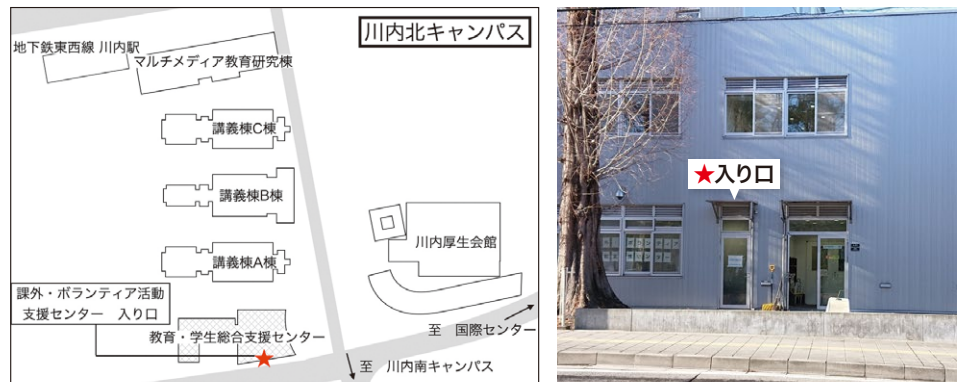 川内北キャンパス
地下鉄東西線 川内駅
マルチメディア教育研究棟
講義棟C棟
講義棟B棟
川内厚生会館
講義棟A棟
課外・ボランティア活動
支援センター 入り口
教育・学生総合支援センター
至 国際センター
至 川内南キャンパス
★入り口